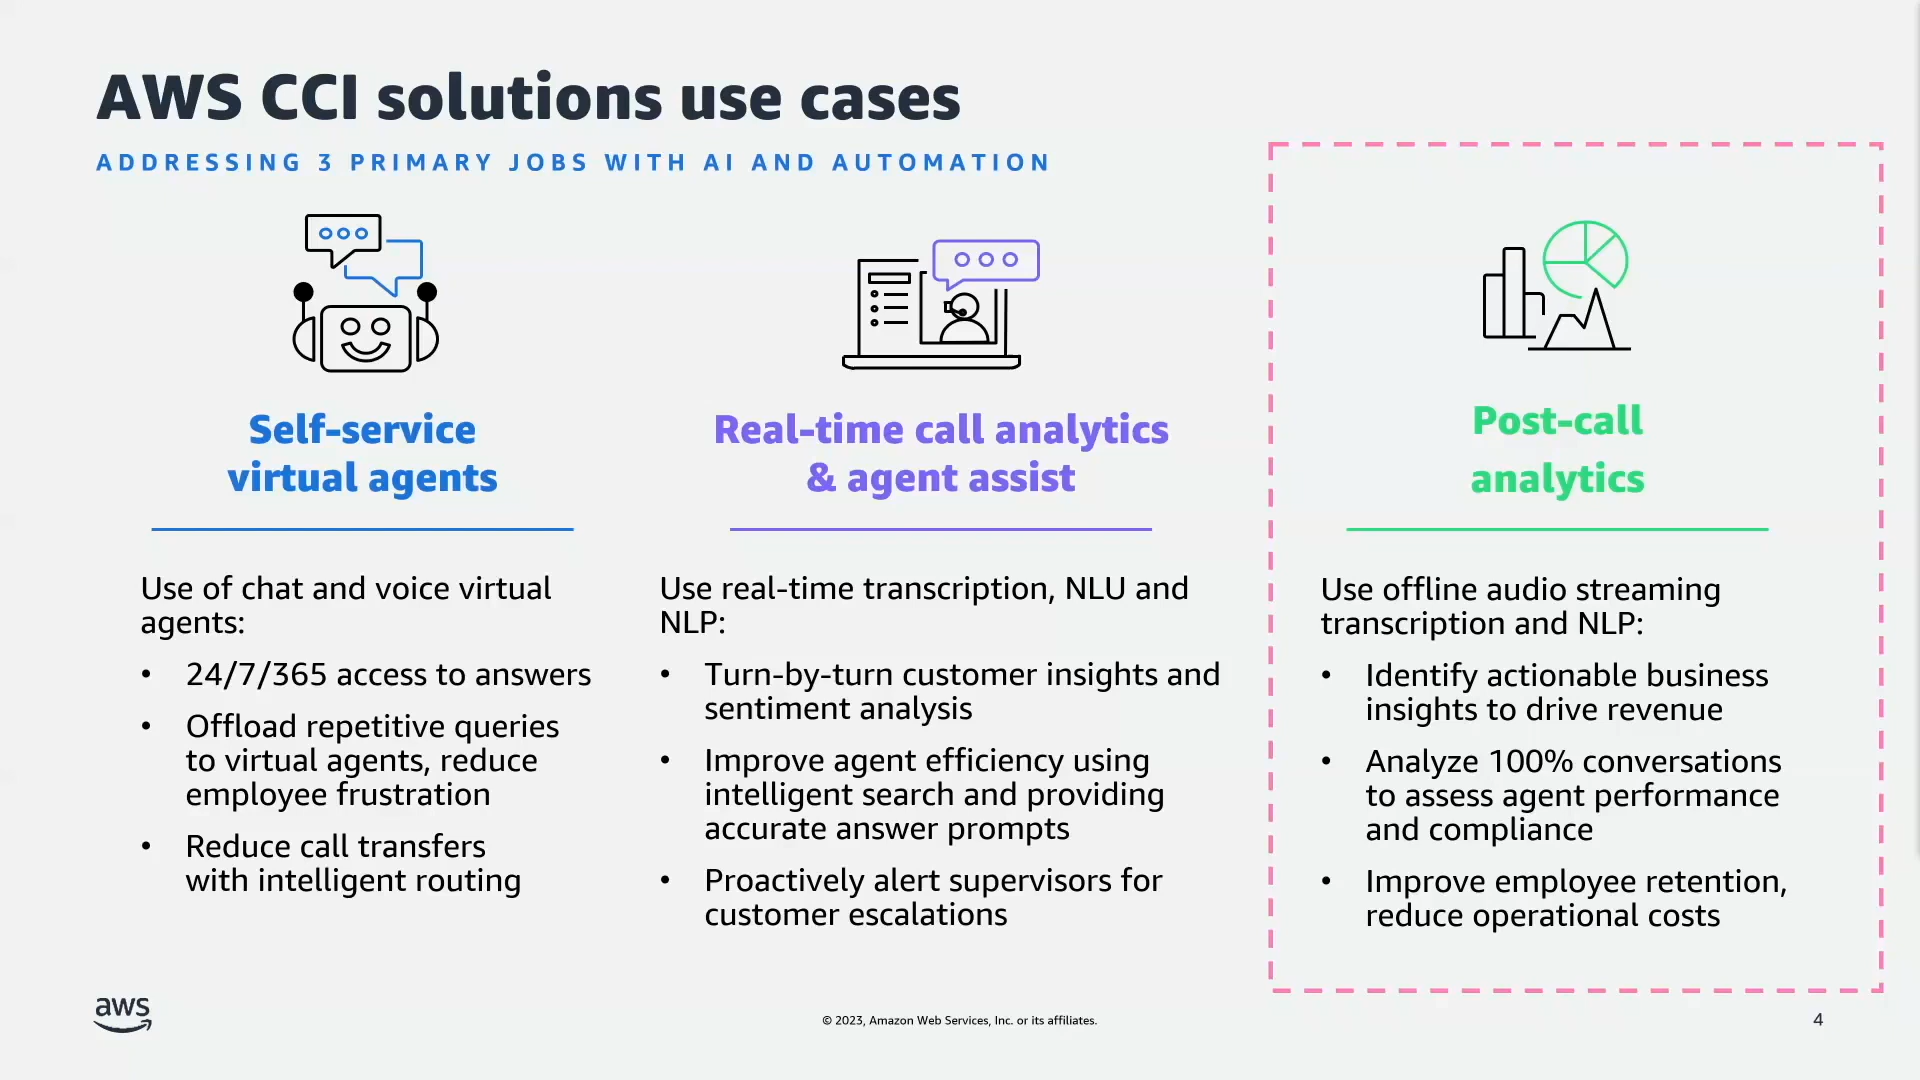 AWS CCI solutions use cases
ADDRESSING 3 PRIMARY JOBS WITH AI AND AUTOMATION
Self-service
virtual agents
Use of chat and voice virtual
agents:
• 24/7/365 access to answers
• Offload repetitive queries
to virtual agents, reduce
employee frustration
• Reduce call transfers
with intelligent routing
Real-time call analytics
& agent assist
Use real-time transcription, NLU and
NLP:
• Turn-by-turn customer insights and
sentiment analysis
• Improve agent efficiency using
intelligent search and providing
accurate answer prompts
• Proactively alert supervisors for
customer escalations
Post-call
analytics
Use offline audio streaming
transcription and NLP:
• Identify actionable business
insights to drive revenue
• Analyze 100% conversations
to assess agent performance
and compliance
• Improve employee retention,
reduce operational costs
aws
© 2023, Amazon Web Services, Inc. or its affiliates.
4